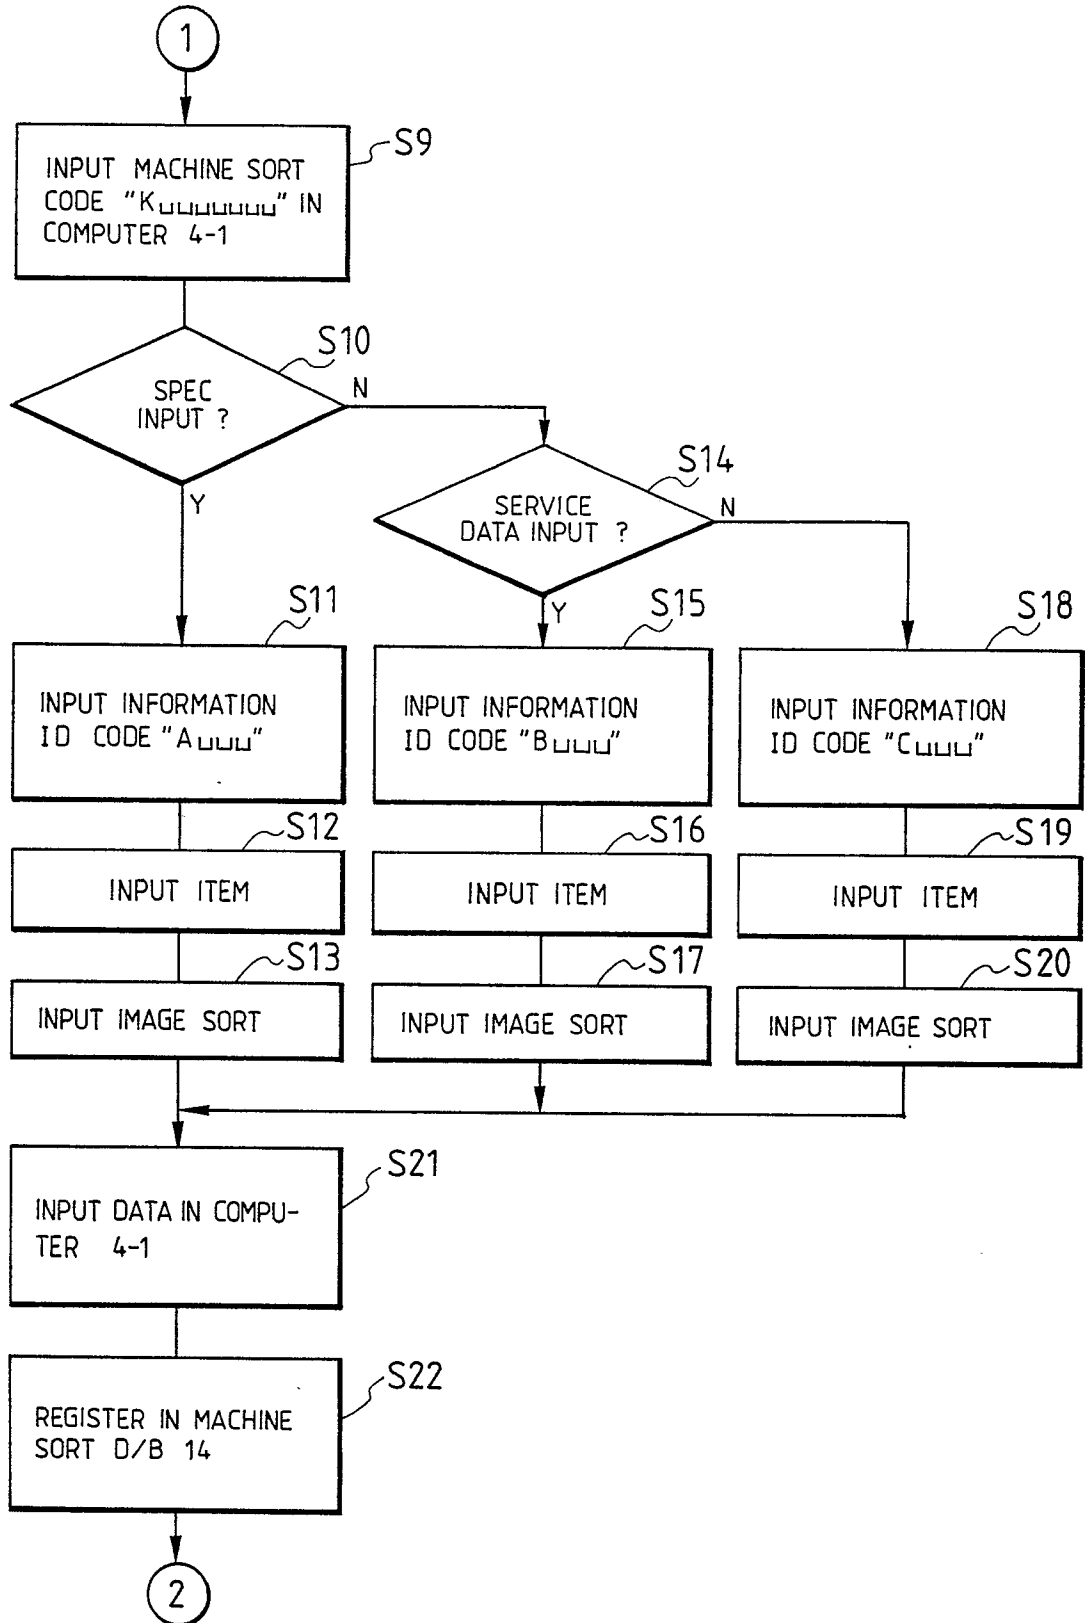 1
S9
INPUT MACHINE SORT
CODE "K␣␣␣␣␣␣␣" IN
COMPUTER 4-1
S10
SPEC
INPUT ?
N
Y
S14
SERVICE
DATA INPUT ?
N
Y
S11
INPUT INFORMATION
ID CODE "A␣␣␣"
S15
INPUT INFORMATION
ID CODE "B␣␣␣"
S18
INPUT INFORMATION
ID CODE "C␣␣␣"
S12
INPUT ITEM
S16
INPUT ITEM
S19
INPUT ITEM
S13
INPUT IMAGE SORT
S17
INPUT IMAGE SORT
S20
INPUT IMAGE SORT
S21
INPUT DATA IN COMPU-
TER 4-1
S22
REGISTER IN MACHINE
SORT D/B 14
2